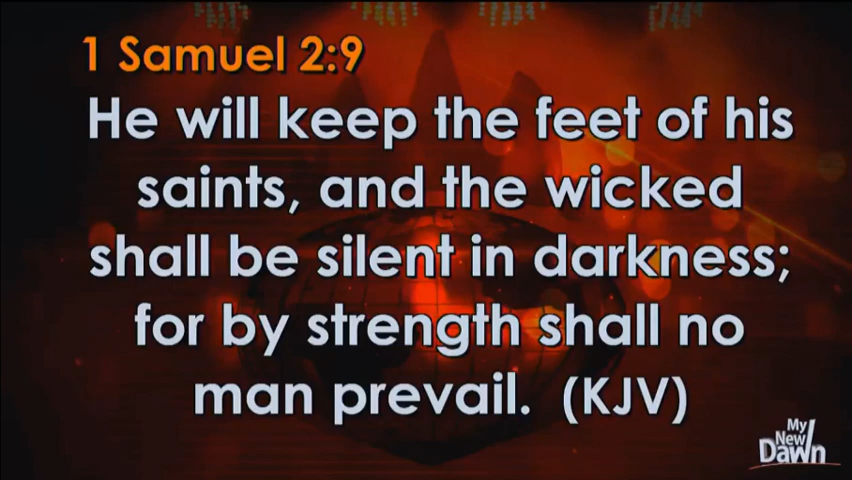 1 Samuel 2:9
He will keep the feet of his
saints, and the wicked
shall be silent in darkness;
for by strength shall no
man prevail. (KJV)
My
New
Dawn